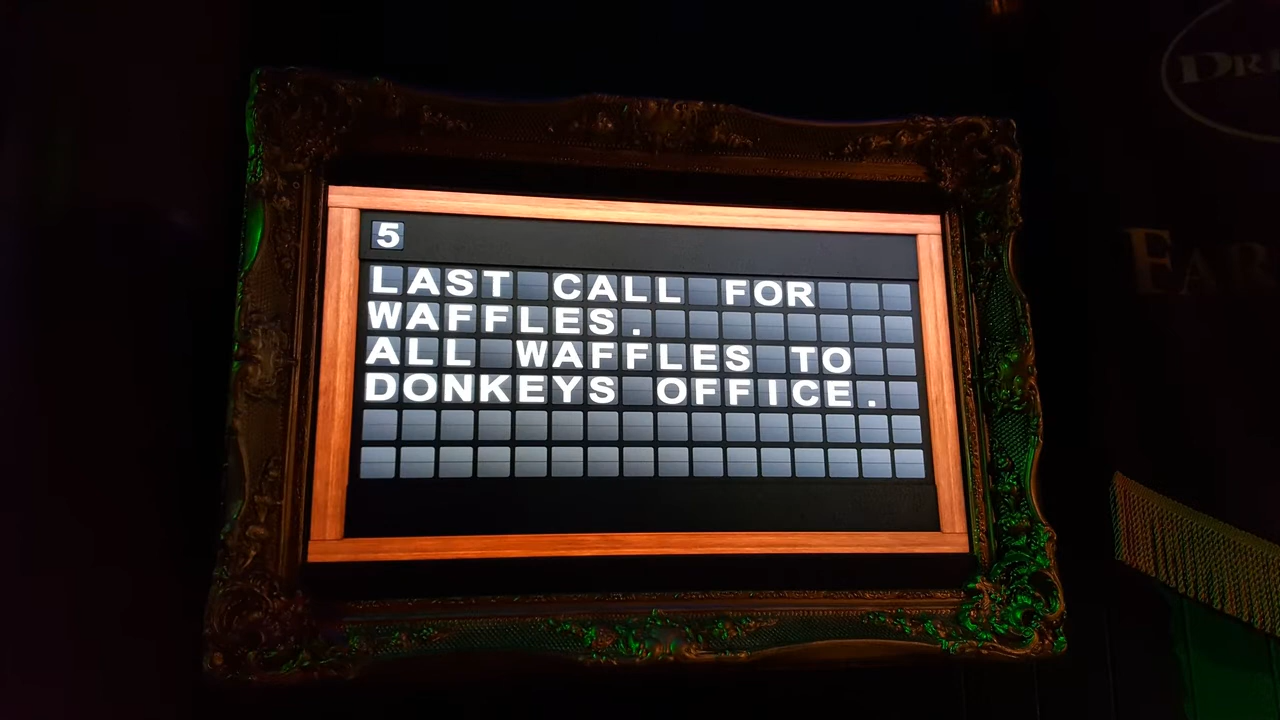 5
LAST CALL FOR
WAFFLES.
ALL WAFFLES TO
DONKEYS OFFICE.